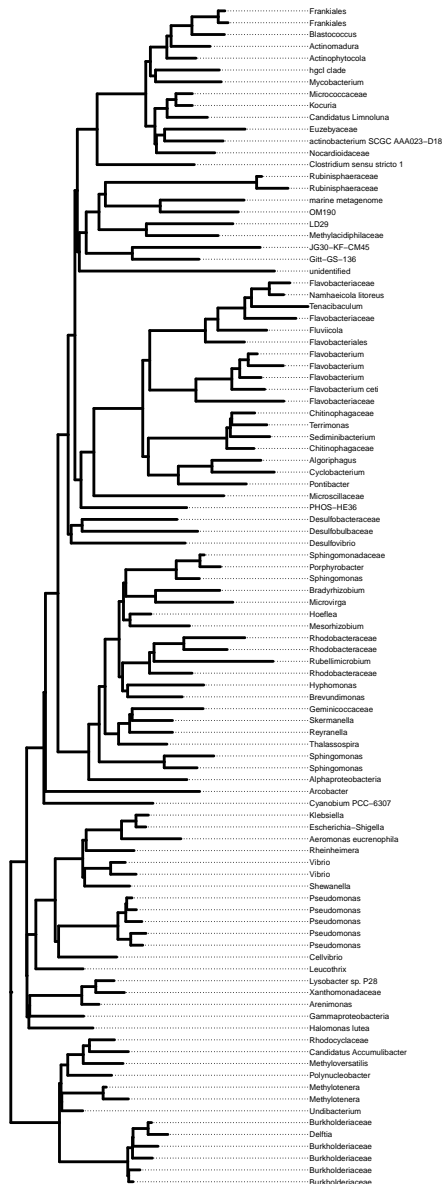 Frankiales
Frankiales
Blastococcus
Actinomadura
Actinophytocola
hgcI clade
Mycobacterium
Micrococcaceae
Kocuria
Candidatus Limnoluna
Euzebyaceae
actinobacterium SCGC AAA023−D18
Nocardioidaceae
Clostridium sensu stricto 1
Rubinisphaeraceae
Rubinisphaeraceae
marine metagenome
OM190
LD29
Methylacidiphilaceae
JG30−KF−CM45
Gitt−GS−136
unidentified
Flavobacteriaceae
Namhaeicola litoreus
Tenacibaculum
Flavobacteriaceae
Fluviicola
Flavobacteriales
Flavobacterium
Flavobacterium
Flavobacterium
Flavobacterium ceti
Flavobacteriaceae
Chitinophagaceae
Terrimonas
Sediminibacterium
Chitinophagaceae
Algoriphagus
Cyclobacterium
Pontibacter
Microscillaceae
PHOS−HE36
Desulfobacteraceae
Desulfobulbaceae
Desulfovibrio
Sphingomonadaceae
Porphyrobacter
Sphingomonas
Bradyrhizobium
Microvirga
Hoeflea
Mesorhizobium
Rhodobacteraceae
Rhodobacteraceae
Rubellimicrobium
Rhodobacteraceae
Hyphomonas
Brevundimonas
Geminicoccaceae
Skermanella
Reyranella
Thalassospira
Sphingomonas
Sphingomonas
Alphaproteobacteria
Arcobacter
Cyanobium PCC−6307
Klebsiella
Escherichia−Shigella
Aeromonas eucrenophila
Rheinheimera
Vibrio
Vibrio
Shewanella
Pseudomonas
Pseudomonas
Pseudomonas
Pseudomonas
Pseudomonas
Cellvibrio
Leucothrix
Lysobacter sp. P28
Xanthomonadaceae
Arenimonas
Gammaproteobacteria
Halomonas lutea
Rhodocyclaceae
Candidatus Accumulibacter
Methyloversatilis
Polynucleobacter
Methylotenera
Methylotenera
Undibacterium
Burkholderiaceae
Delftia
Burkholderiaceae
Burkholderiaceae
Burkholderiaceae
Burkholderiaceae